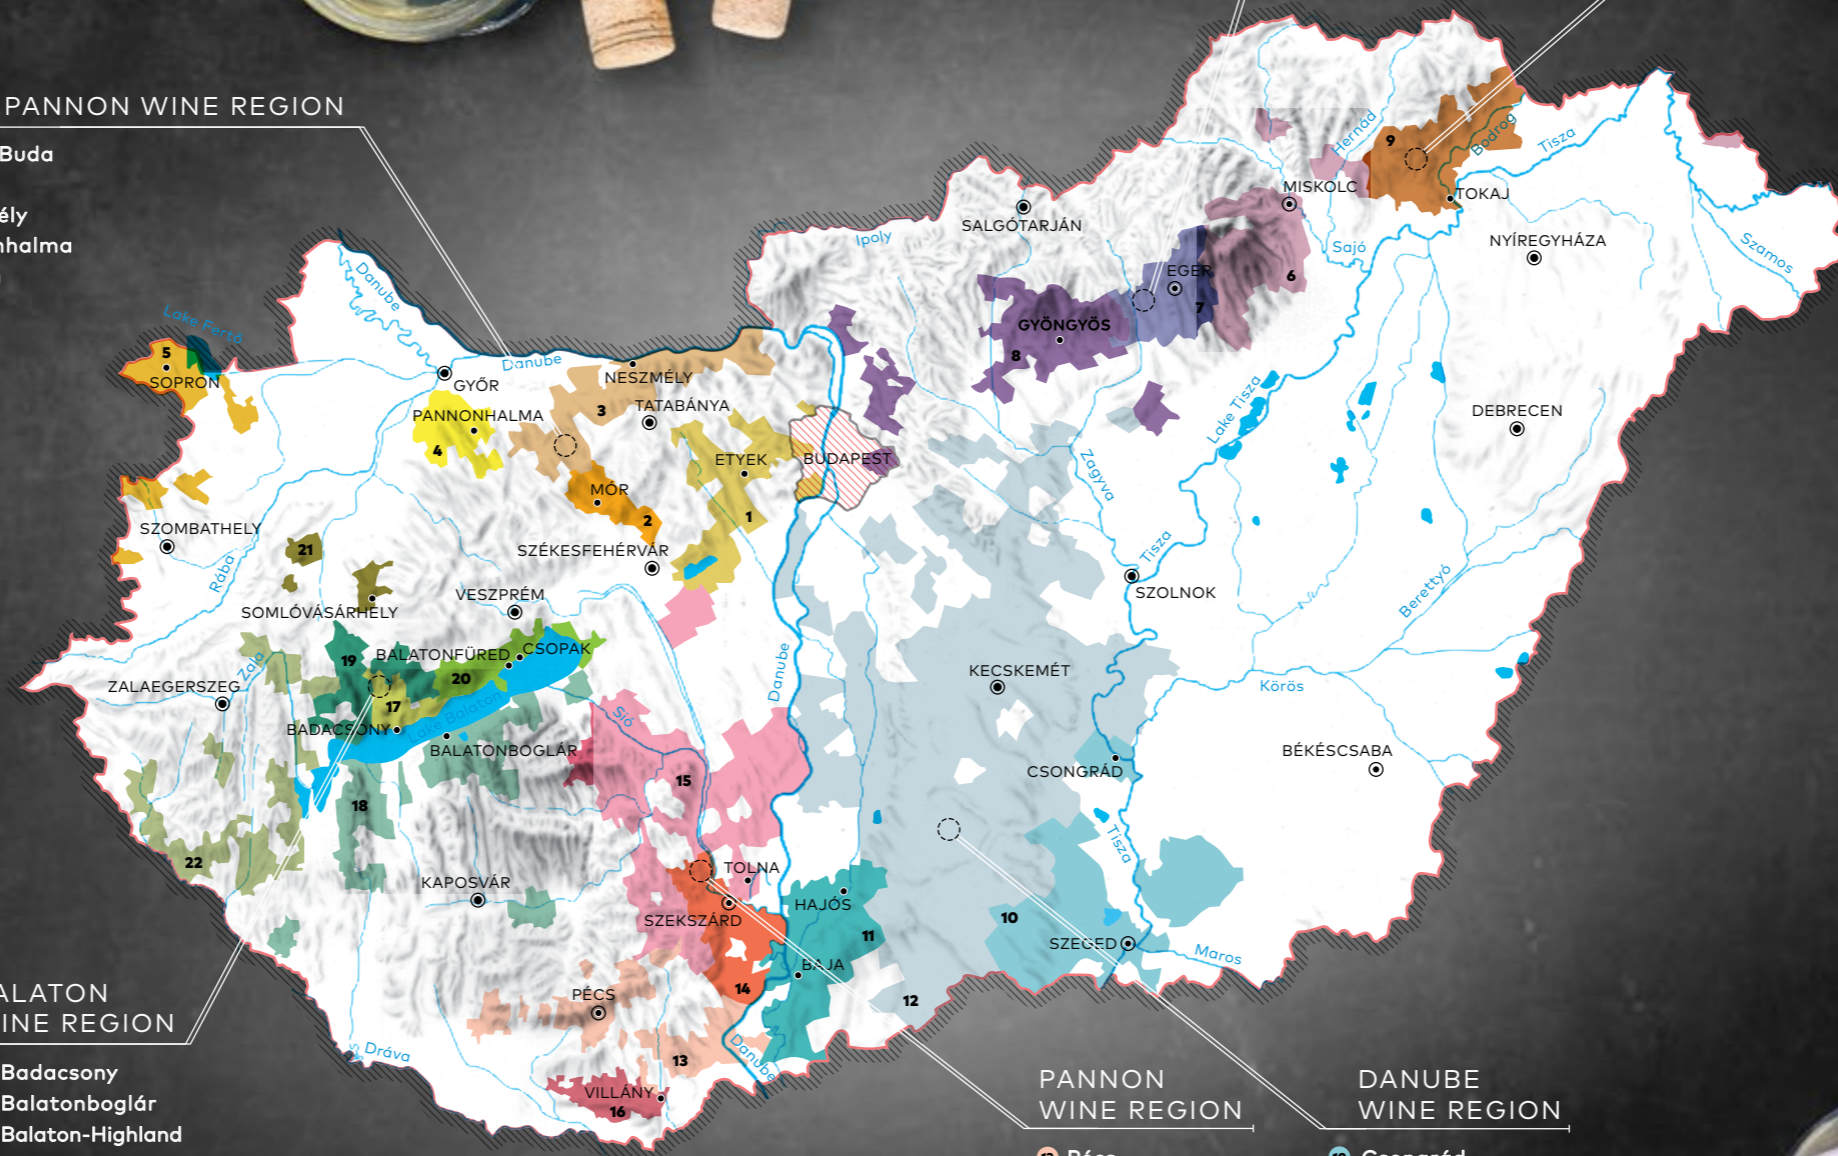 PANNON WINE REGION
Buda
ély
nhalma
Danube
Lake Fertő
5
SOPRON
GYŐR
Danube
NESZMÉLY
PANNONHALMA
3
TATABÁNYA
4
ETYEK
BUDAPEST
MÓR
2
1
SZOMBATHELY
21
SZÉKESFEHÉRVÁR
Rába
SOMLÓVÁSÁRHELY
VESZPRÉM
19
BALATONFÜRED
CSOPAK
Zala
ZALAEGERSZEG
20
17
BADACSONY
Lake Balaton
BALATONBOGLÁR
Sió
Danube
15
18
22
KAPOSVÁR
TOLNA
SZEKSZÁRD
HAJÓS
11
BAJA
14
PÉCS
13
Dráva
Danube
VILLÁNY
16
Ipoly
SALGÓTARJÁN
MISKOLC
Hernád
9
Bodrog
Tisza
TOKAJ
Sajó
NYÍREGYHÁZA
Szamos
EGER
6
7
GYÖNGYÖS
8
Lake Tisza
DEBRECEN
Zagyva
Tisza
SZOLNOK
Berettyó
KECSKEMÉT
Körös
CSONGRÁD
BÉKÉSCSABA
Tisza
10
SZEGED
Maros
12
ALATON
INE REGION
Badacsony
Balatonboglár
Balaton-Highland
PANNON
WINE REGION
13 Pécs
DANUBE
WINE REGION
10 Csongrád